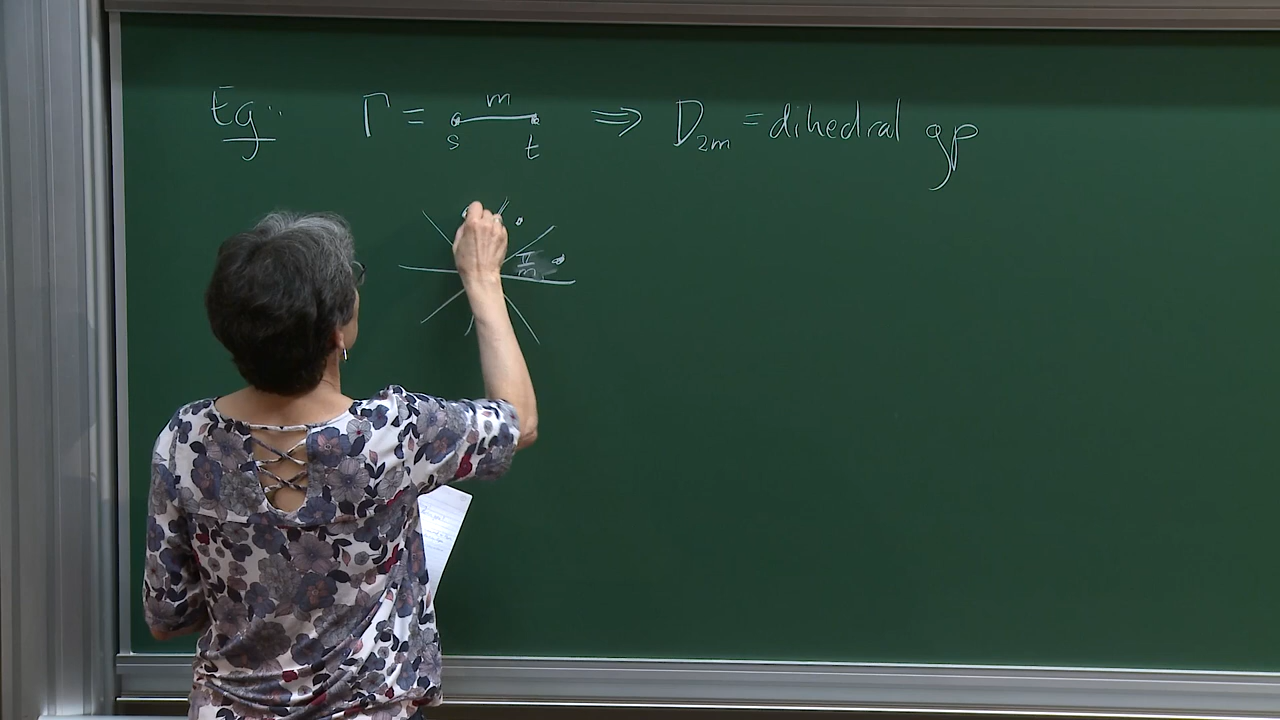 Eg: Γ = m ⟹ D₂ₘ = dihedral gp
s t
π/m